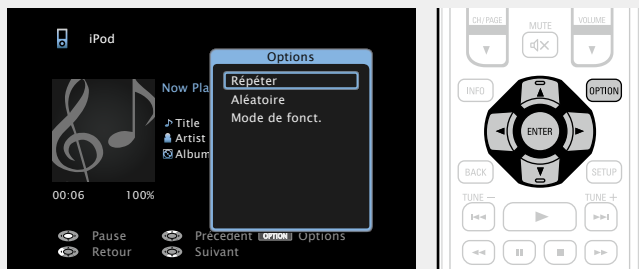 iPod
Options
Répéter
Aléatoire
Mode de fonct.
Now Pla
Title
Artist
Album
00:06 100%
Pause Précédent OPTION Options
Retour Suivant
CH/PAGE MUTE VOLUME
INFO OPTION
ENTER
BACK SETUP
TUNE − TUNE +